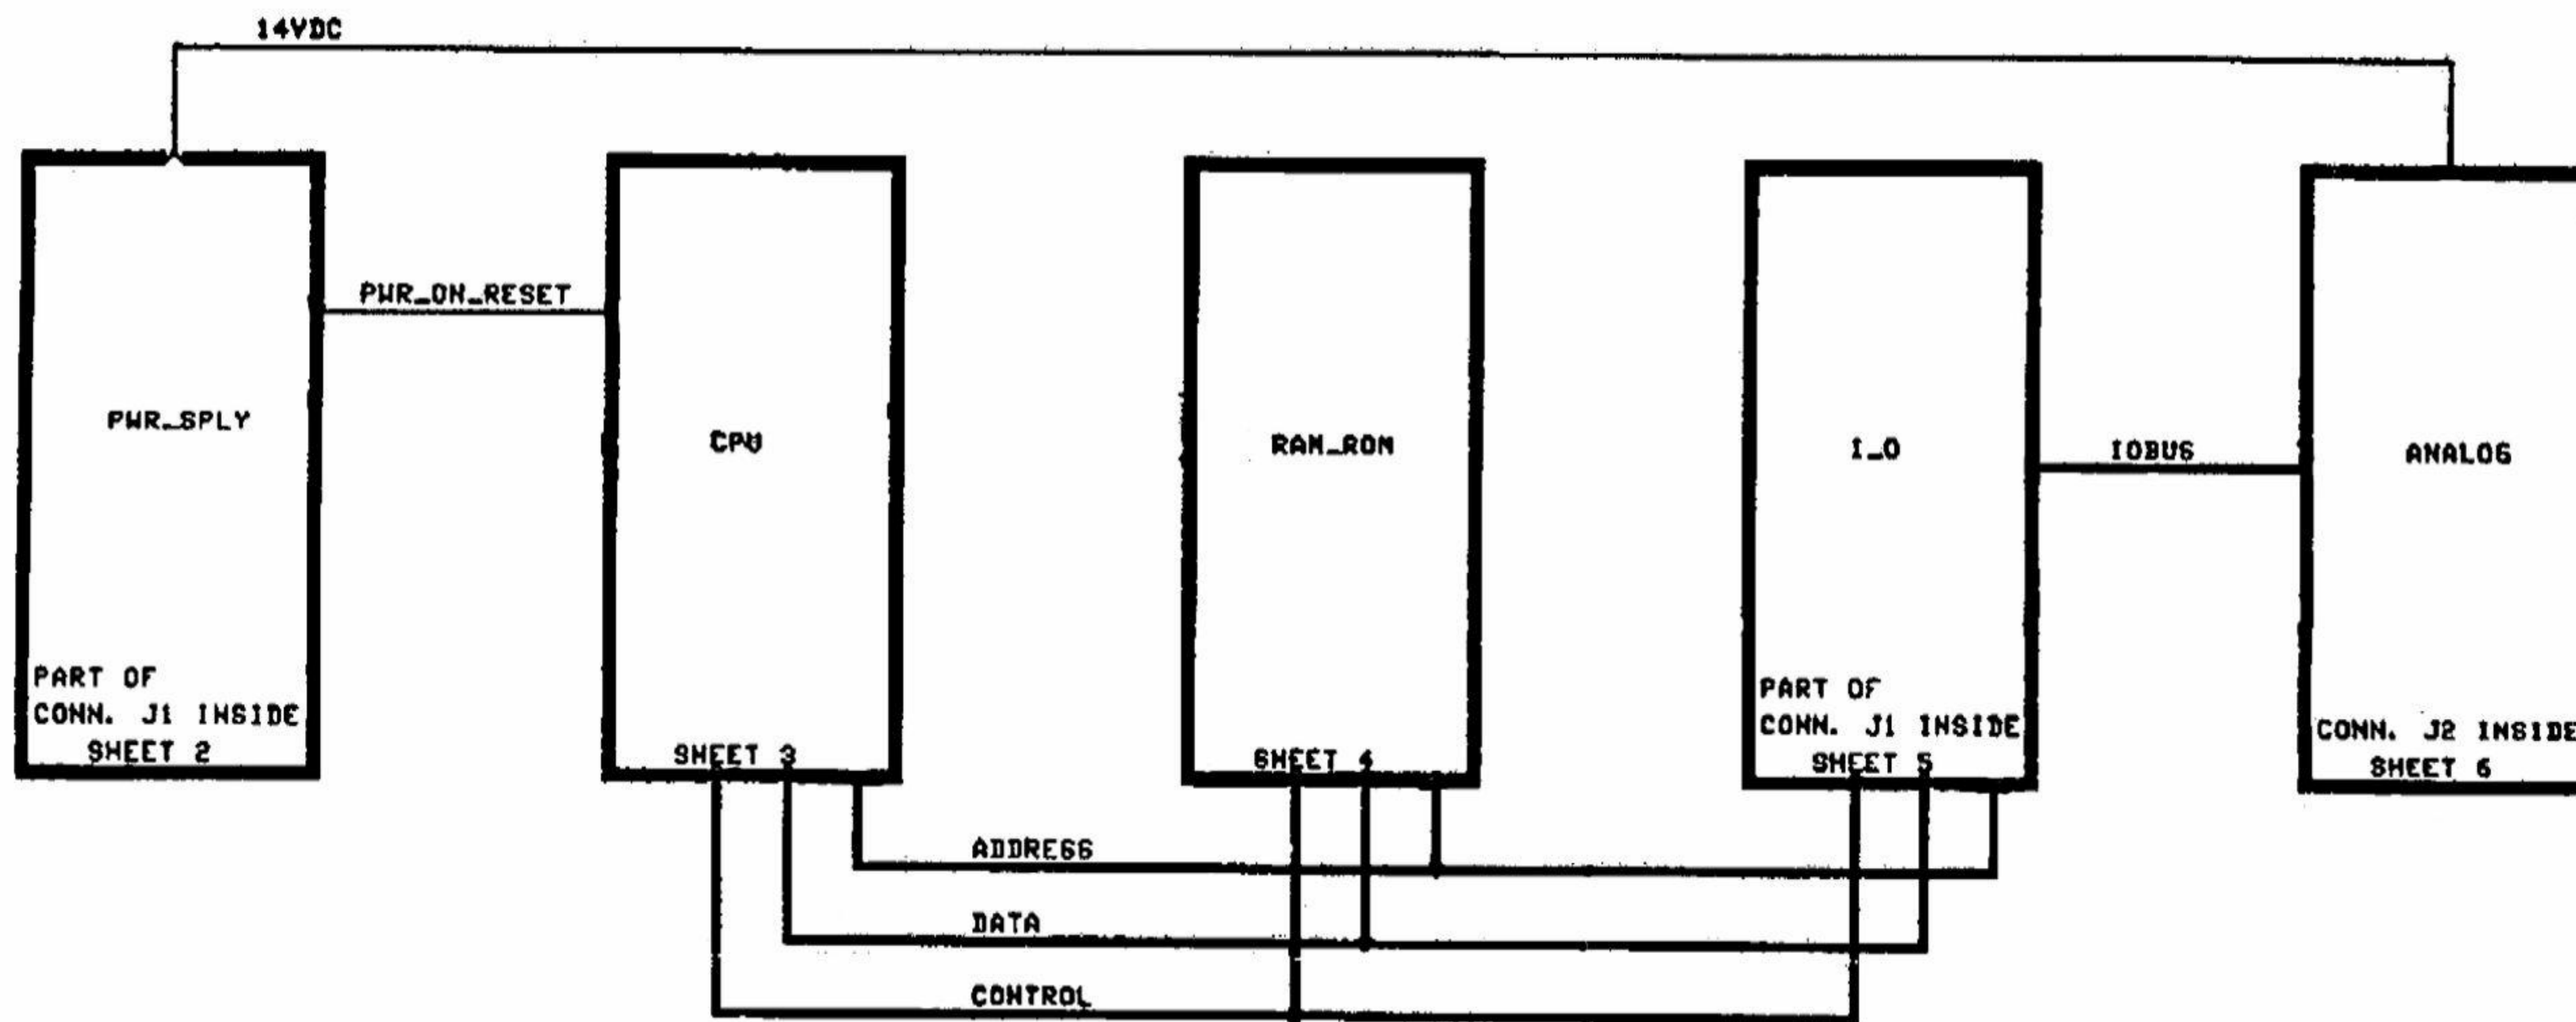 14VDC
PWR_ON_RESET
PWR_SPLY
CPU
RAM_ROM
I_O
IOBUS
ANALOG
PART OF
CONN. J1 INSIDE
SHEET 2
SHEET 3
SHEET 4
PART OF
CONN. J1 INSIDE
SHEET 5
CONN. J2 INSIDE
SHEET 6
ADDRESS
DATA
CONTROL